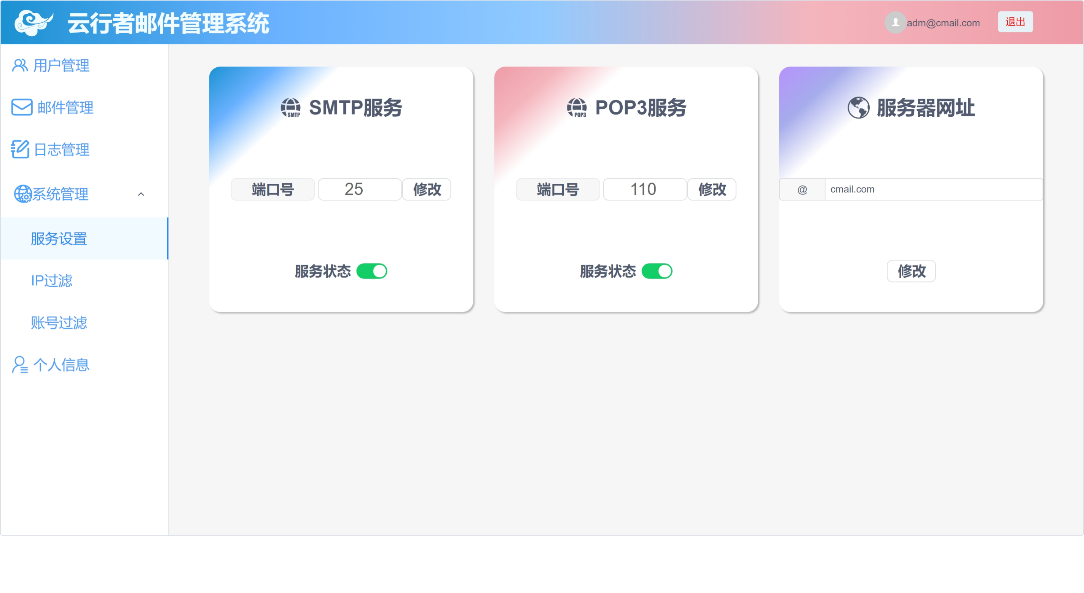 云行者邮件管理系统
adm@cmail.com
退出
用户管理
邮件管理
日志管理
系统管理
服务设置
IP过滤
账号过滤
个人信息
SMTP
SMTP服务
端口号 25 修改
服务状态
POP3
POP3服务
端口号 110 修改
服务状态
服务器网址
@ cmail.com
修改